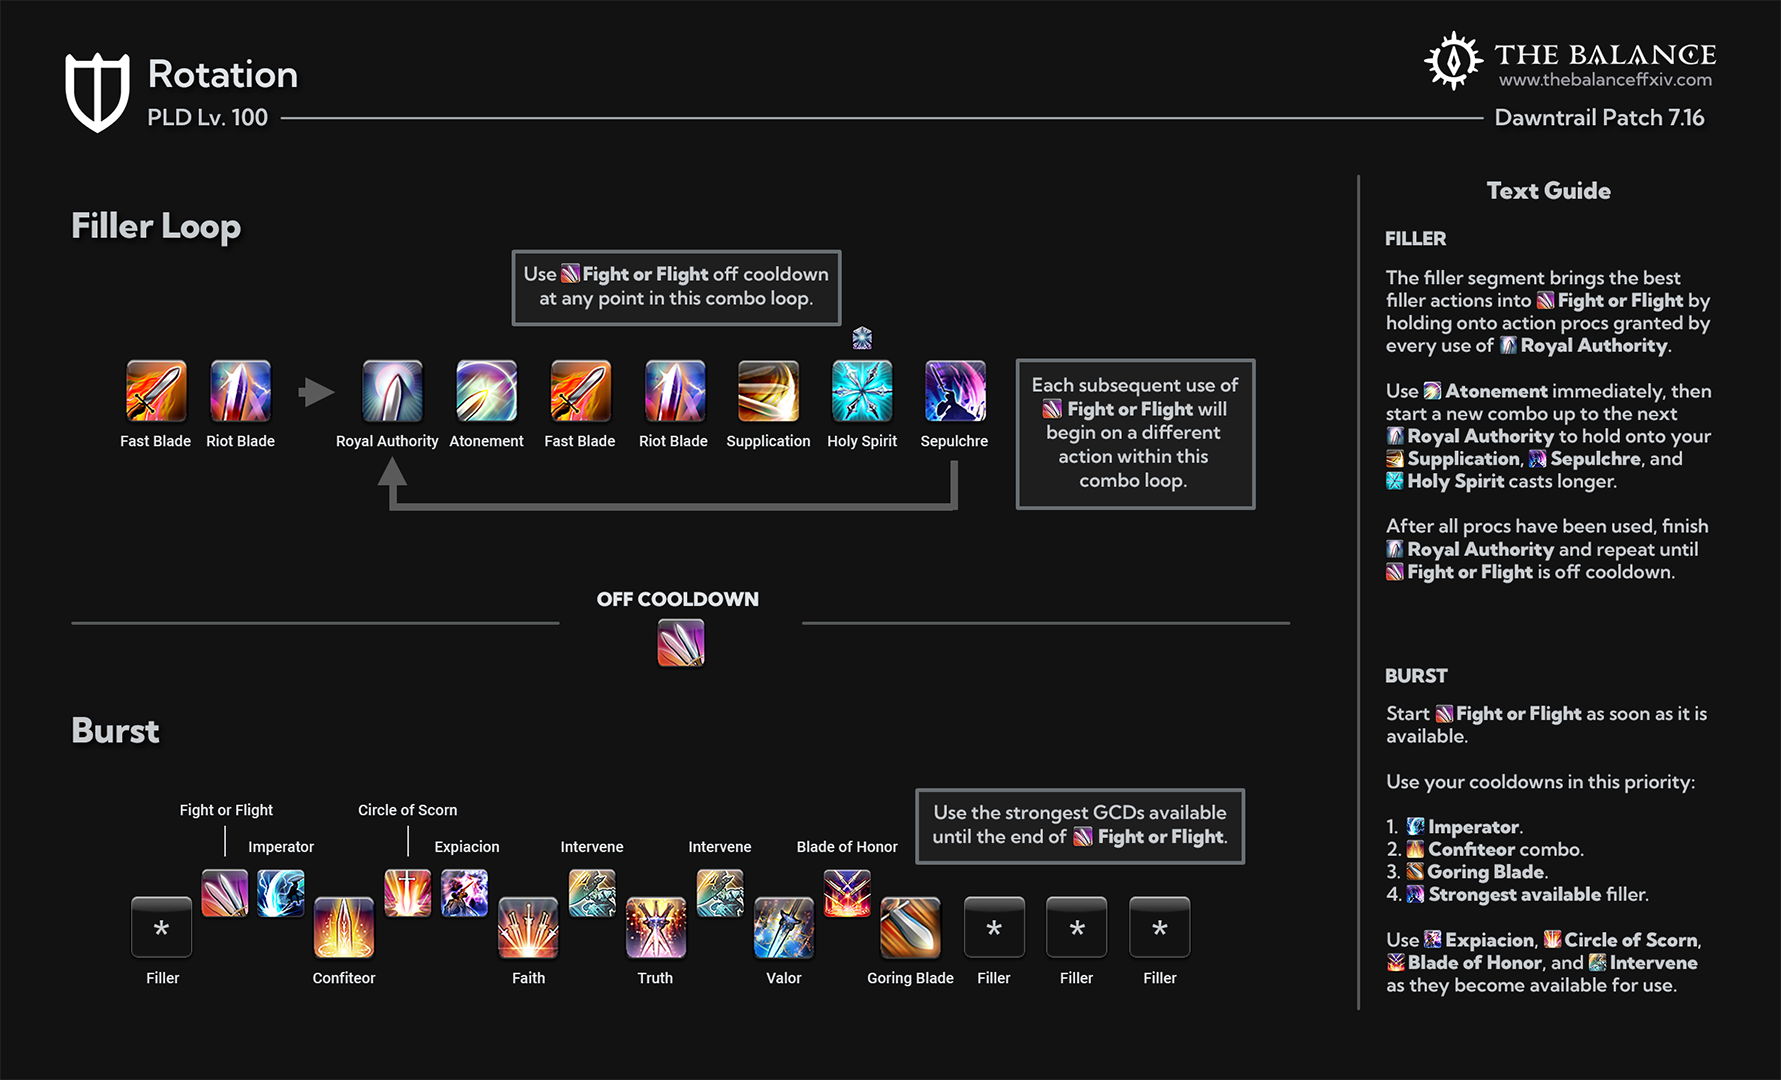 Rotation
PLD Lv. 100
THE BALANCE
www.thebalanceffxiv.com
Dawntrail Patch 7.16
Filler Loop
Use Fight or Flight off cooldown
at any point in this combo loop.
Fast Blade
Riot Blade
Royal Authority
Atonement
Fast Blade
Riot Blade
Supplication
Holy Spirit
Sepulchre
Each subsequent use of
Fight or Flight will
begin on a different
action within this
combo loop.
OFF COOLDOWN
Burst
Fight or Flight
Imperator
Circle of Scorn
Expiacion
Intervene
Intervene
Blade of Honor
Use the strongest GCDs available
until the end of Fight or Flight.
*
*
*
*
Filler
Confiteor
Faith
Truth
Valor
Goring Blade
Filler
Filler
Filler
Text Guide
FILLER
The filler segment brings the best
filler actions into Fight or Flight by
holding onto action procs granted by
every use of Royal Authority.
Use Atonement immediately, then
start a new combo up to the next
Royal Authority to hold onto your
Supplication, Sepulchre, and
Holy Spirit casts longer.
After all procs have been used, finish
Royal Authority and repeat until
Fight or Flight is off cooldown.
BURST
Start Fight or Flight as soon as it is
available.
Use your cooldowns in this priority:
1. Imperator.
2. Confiteor combo.
3. Goring Blade.
4. Strongest available filler.
Use Expiacion, Circle of Scorn,
Blade of Honor, and Intervene
as they become available for use.